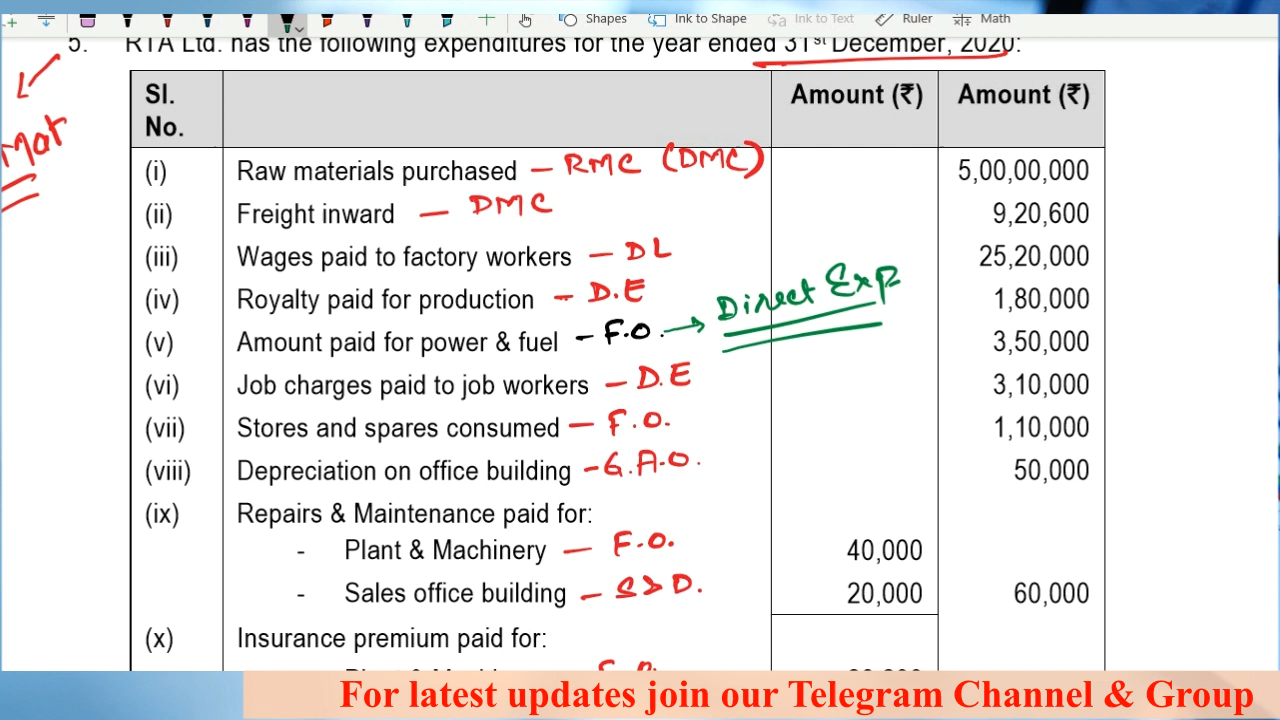 Shapes Ink to Shape Ink to Text Ruler Math
5. RTA Ltd. has the following expenditures for the year ended 31st December, 2020:
Mat
Sl. No. Amount (₹) Amount (₹)
(i) Raw materials purchased – RMC (DMC) 5,00,00,000
(ii) Freight inward – DMC 9,20,600
(iii) Wages paid to factory workers – DL 25,20,000
(iv) Royalty paid for production – D.E 1,80,000
(v) Amount paid for power & fuel – F.O. → Direct Exp 3,50,000
(vi) Job charges paid to job workers – D.E 3,10,000
(vii) Stores and spares consumed – F.O. 1,10,000
(viii) Depreciation on office building – G.A.O. 50,000
(ix) Repairs & Maintenance paid for:
- Plant & Machinery – F.O. 40,000
- Sales office building – S&D. 20,000 60,000
(x) Insurance premium paid for:
For latest updates join our Telegram Channel & Group